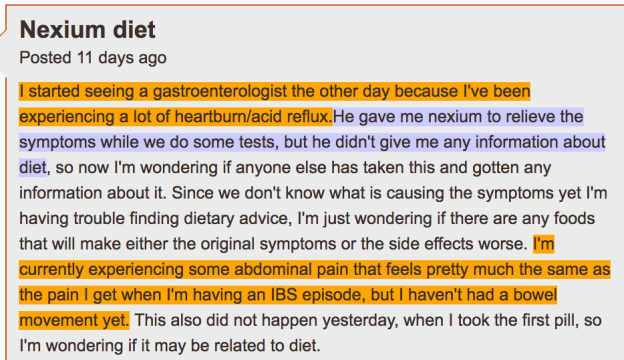 Nexium diet
Posted 11 days ago
I started seeing a gastroenterologist the other day because I've been
experiencing a lot of heartburn/acid reflux.He gave me nexium to relieve the
symptoms while we do some tests, but he didn't give me any information about
diet, so now I'm wondering if anyone else has taken this and gotten any
information about it. Since we don't know what is causing the symptoms yet I'm
having trouble finding dietary advice, I'm just wondering if there are any foods
that will make either the original symptoms or the side effects worse. I'm
currently experiencing some abdominal pain that feels pretty much the same as
the pain I get when I'm having an IBS episode, but I haven't had a bowel
movement yet. This also did not happen yesterday, when I took the first pill, so
I'm wondering if it may be related to diet.